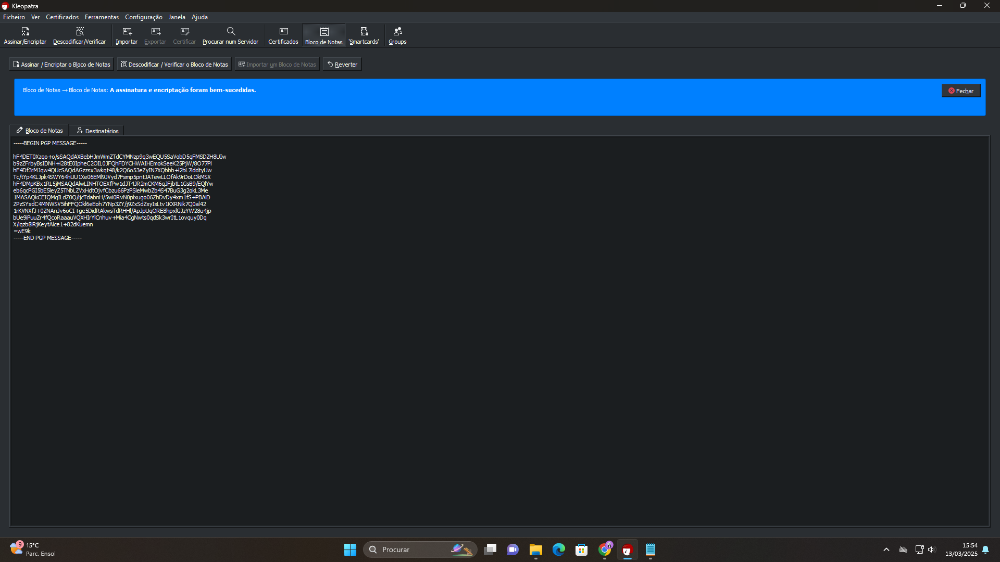 Kleopatra
Ficheiro Ver Certificados Ferramentas Configuração Janela Ajuda
Assinar/Encriptar Descodificar/Verificar Importar Exportar Certificar Procurar num Servidor Certificados Bloco de Notas 'Smartcards' Groups
Assinar / Encriptar o Bloco de Notas Descodificar / Verificar o Bloco de Notas Importar um Bloco de Notas Reverter
Bloco de Notas → Bloco de Notas: A assinatura e encriptação foram bem-sucedidas. Fechar
Bloco de Notas Destinatários
-----BEGIN PGP MESSAGE-----
hF4DET0Xzqo+o/sSAQdAXBebHJmWmZTdCYMNzp9q3wEQU5SaVobD5qFMSDZH8UIw
b9zZFrbyBsIDNH+i28tE0IpheC2OIL0JFQhFDYCHWAIHEmokSeeK25PjW/8O77Pl
hF4Df3rMJqw4QUcSAQdAGzzsx3wkqt48/k2Q6o53eZyIN7XQbbb+l2bL7iddtyUw
Tc/tYp4KLJpk4SWY64hUU1Xe06EMl9JVyd7Fsmp5pntJATewLLOfAk9rDoLOkMSX
hF4DMpKBx1RL5jMSAQdAlwLINHTOEXfPw1dJT4JR2mCKM6qJFjbtL1GsB9/EQlYw
eb6qcPGI5bE5leyZ5TNbLZVxHdtOjvfCbzu66PzPSleMwbZb4S47BuG3g2okL3Me
1MASAQkCEIQMqILdZ0Q/ijcTdabnH/5wi0RvN0plxugo06ZhDvDy4xm1fS+PBAiD
ZPzSYxdC4MNWSV5ihFFQOkl6eEoh7YNp3ZY/j9ZxSdZsyIsLtv1KXRNik7Q0al42
1rKVNXfJ+0ZNAnJv6oCI+ge5DidRAkwsTdRHHl/ApJpUqORE8hpxlGJzYW28u4jp
bUe9iPuuZr4fQcoRaaauVQXHIrYlCnhuv+Mia4CgNwts0qdSk3wrItL1ovquy0Dq
X/iqzb8iRjKeytAlce1+82dKuemn
=wE9k
-----END PGP MESSAGE-----
9 15°C
Parc. Ensol
Procurar
15:54
13/03/2025